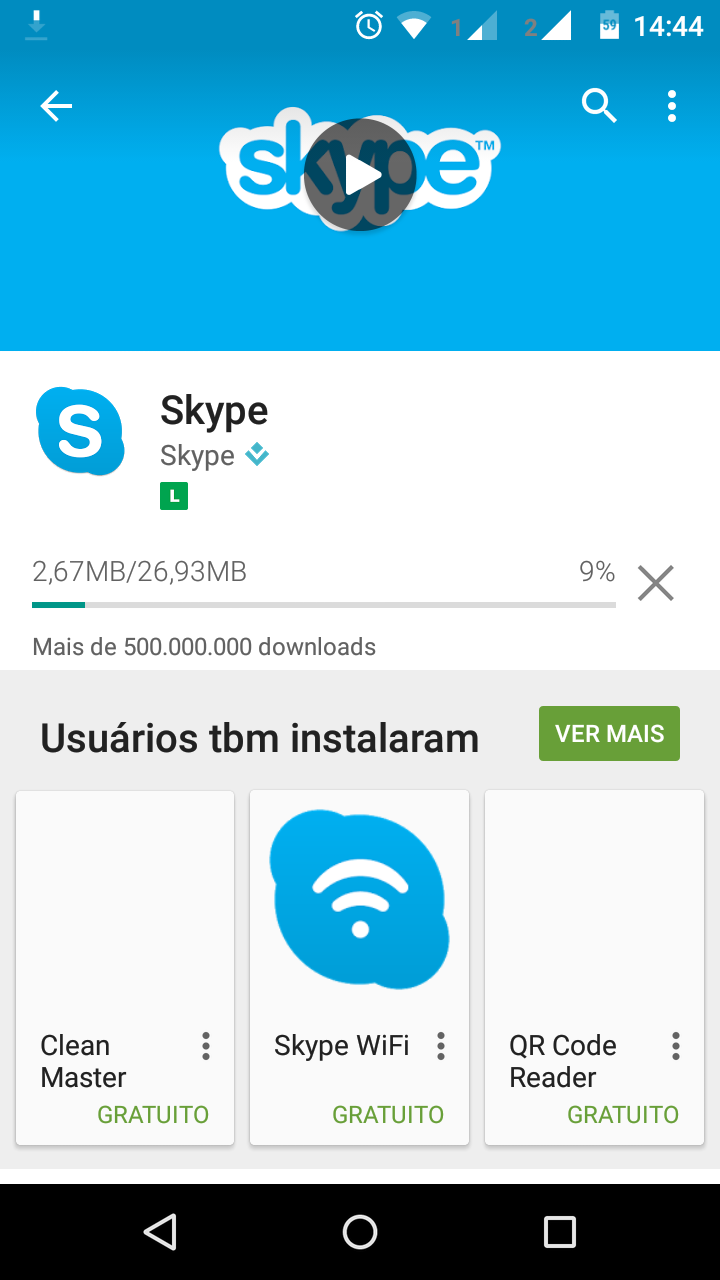 1 2 59 14:44
skype™
Skype
Skype
L
2,67MB/26,93MB 9%
Mais de 500.000.000 downloads
Usuários tbm instalaram VER MAIS
Clean Master
GRATUITO
Skype WiFi
GRATUITO
QR Code Reader
GRATUITO